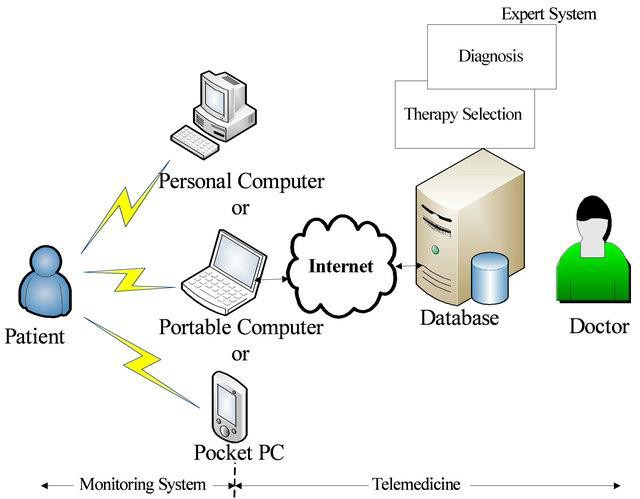 Expert System
Diagnosis
Therapy Selection
Personal Computer
or
Internet
Patient
Portable Computer
or
Database
Doctor
Pocket PC
Monitoring System
Telemedicine